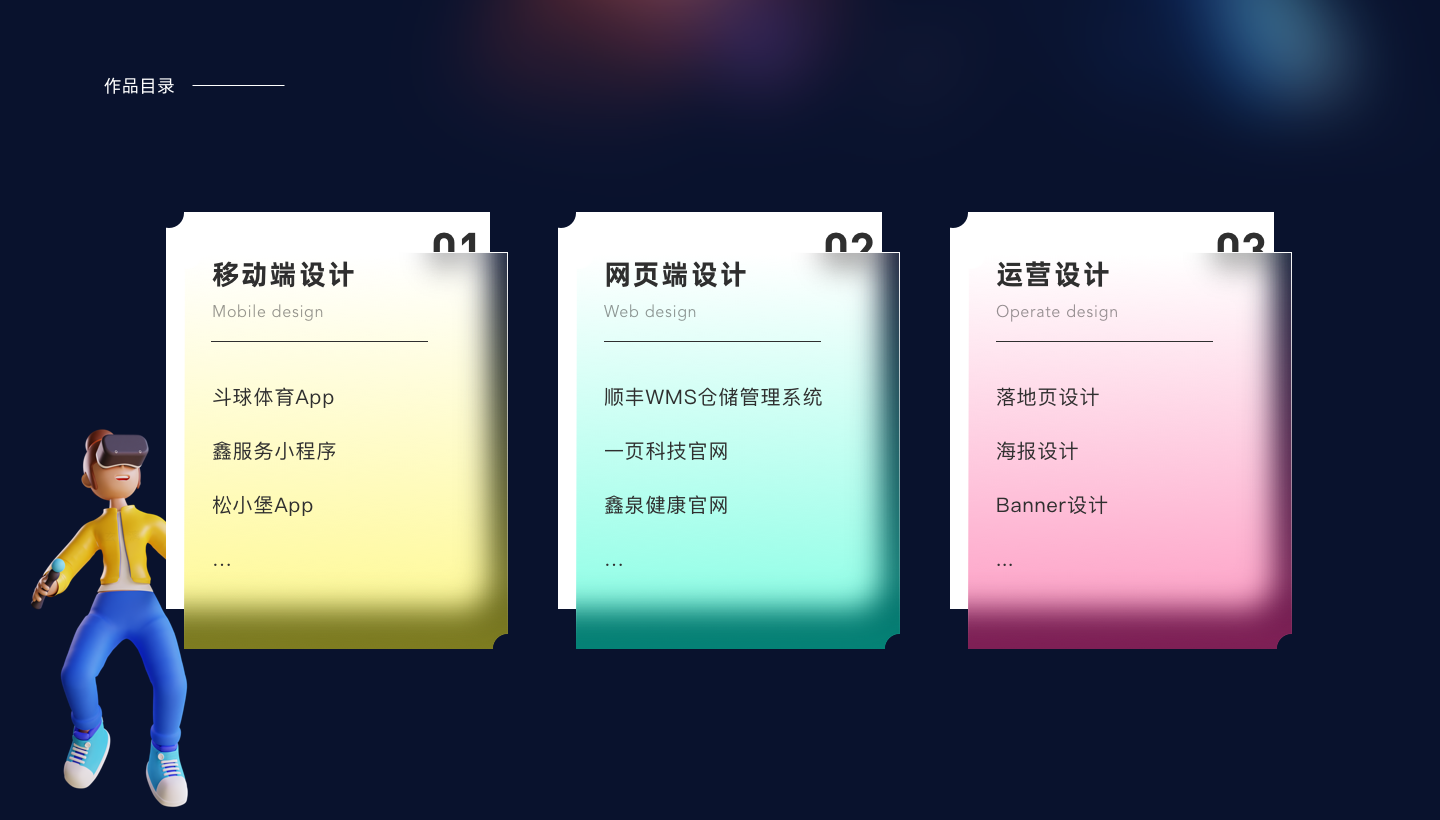 作品目录
01
移动端设计
Mobile design
斗球体育App
鑫服务小程序
松小堡App
...
02
网页端设计
Web design
顺丰WMS仓储管理系统
一页科技官网
鑫泉健康官网
...
03
运营设计
Operate design
落地页设计
海报设计
Banner设计
...